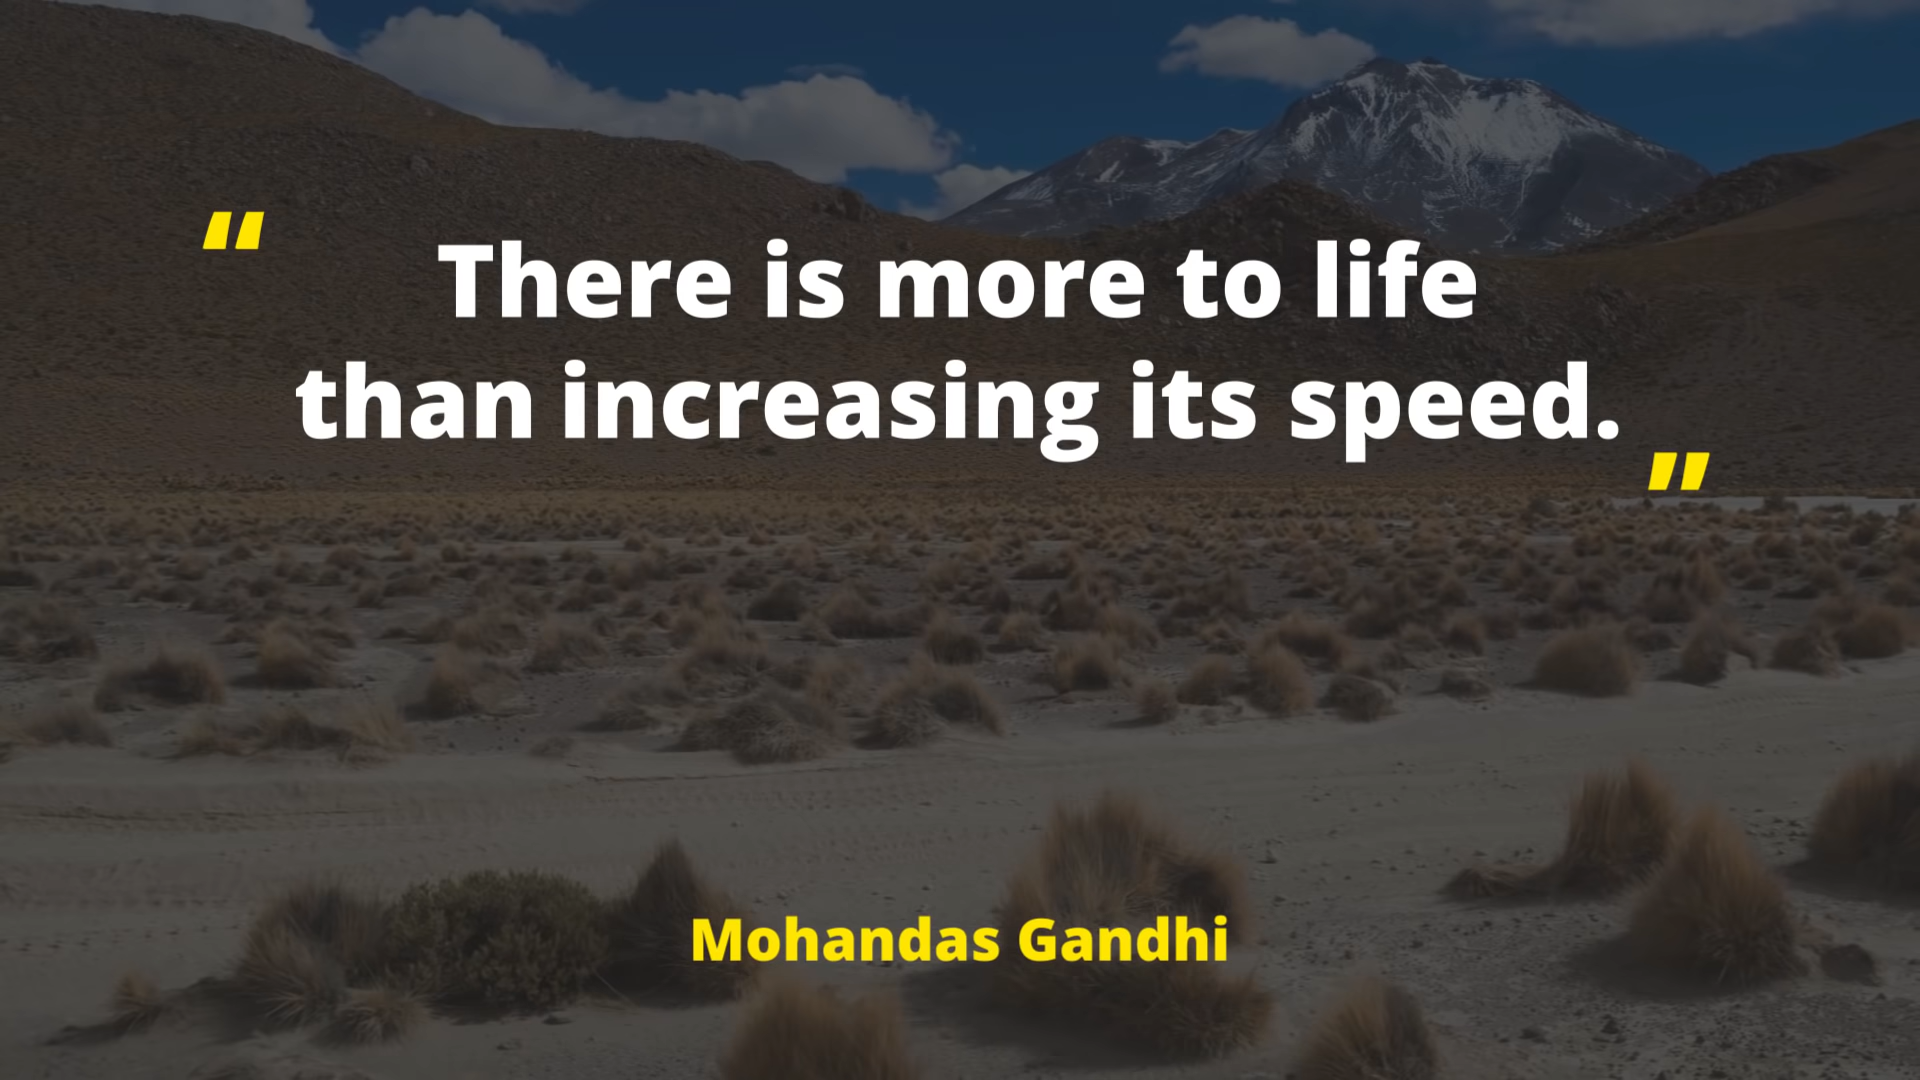 “
There is more to life
than increasing its speed.
”
Mohandas Gandhi